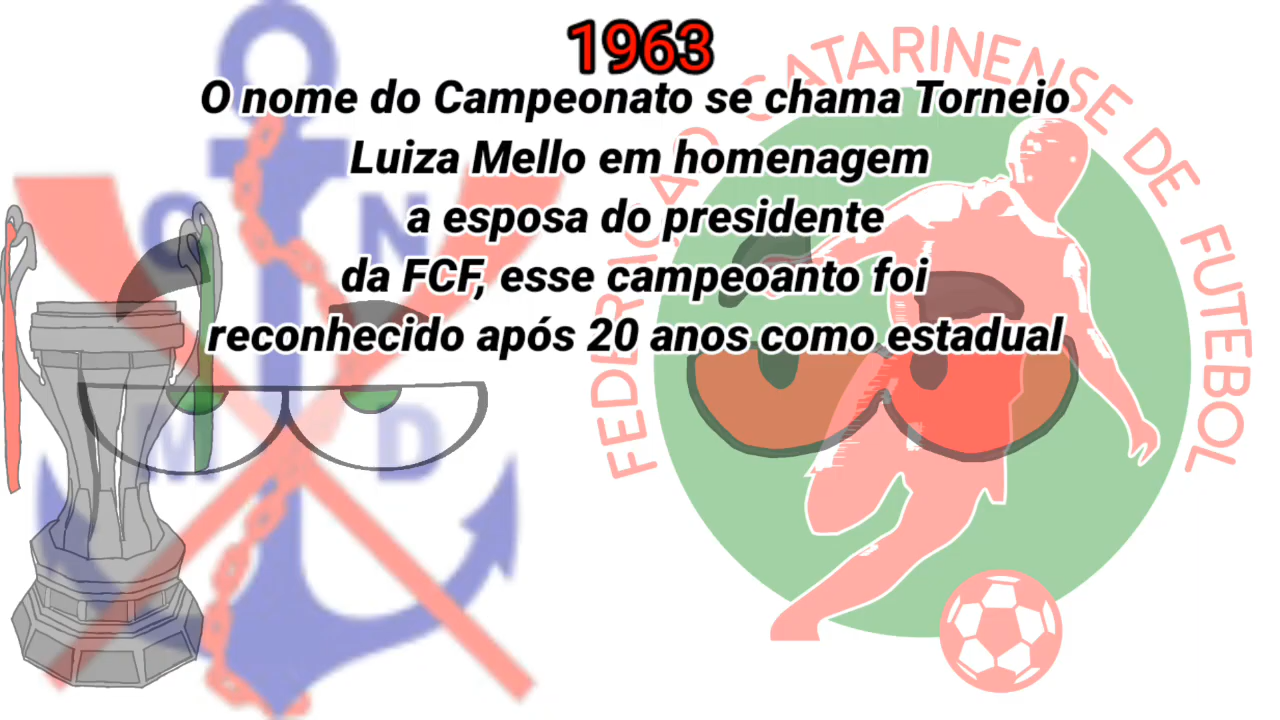 1963
O nome do Campeonato se chama Torneio
Luiza Mello em homenagem
a esposa do presidente
da FCF, esse campeoanto foi
reconhecido após 20 anos como estadual
C N
M D
FEDERAÇÃO CATARINENSE DE FUTEBOL